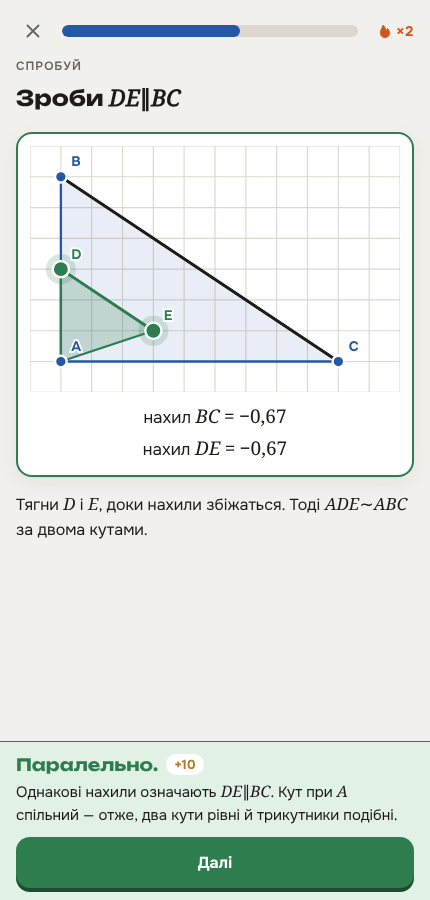 ×2
СПРОБУЙ
Зроби DE∥BC
B
D
E
A
C
нахил BC = −0,67
нахил DE = −0,67
Тягни D і E, доки нахили збіжаться. Тоді ADE∼ABC
за двома кутами.
Паралельно. +10
Однакові нахили означають DE∥BC. Кут при A
спільний — отже, два кути рівні й трикутники подібні.
Далі